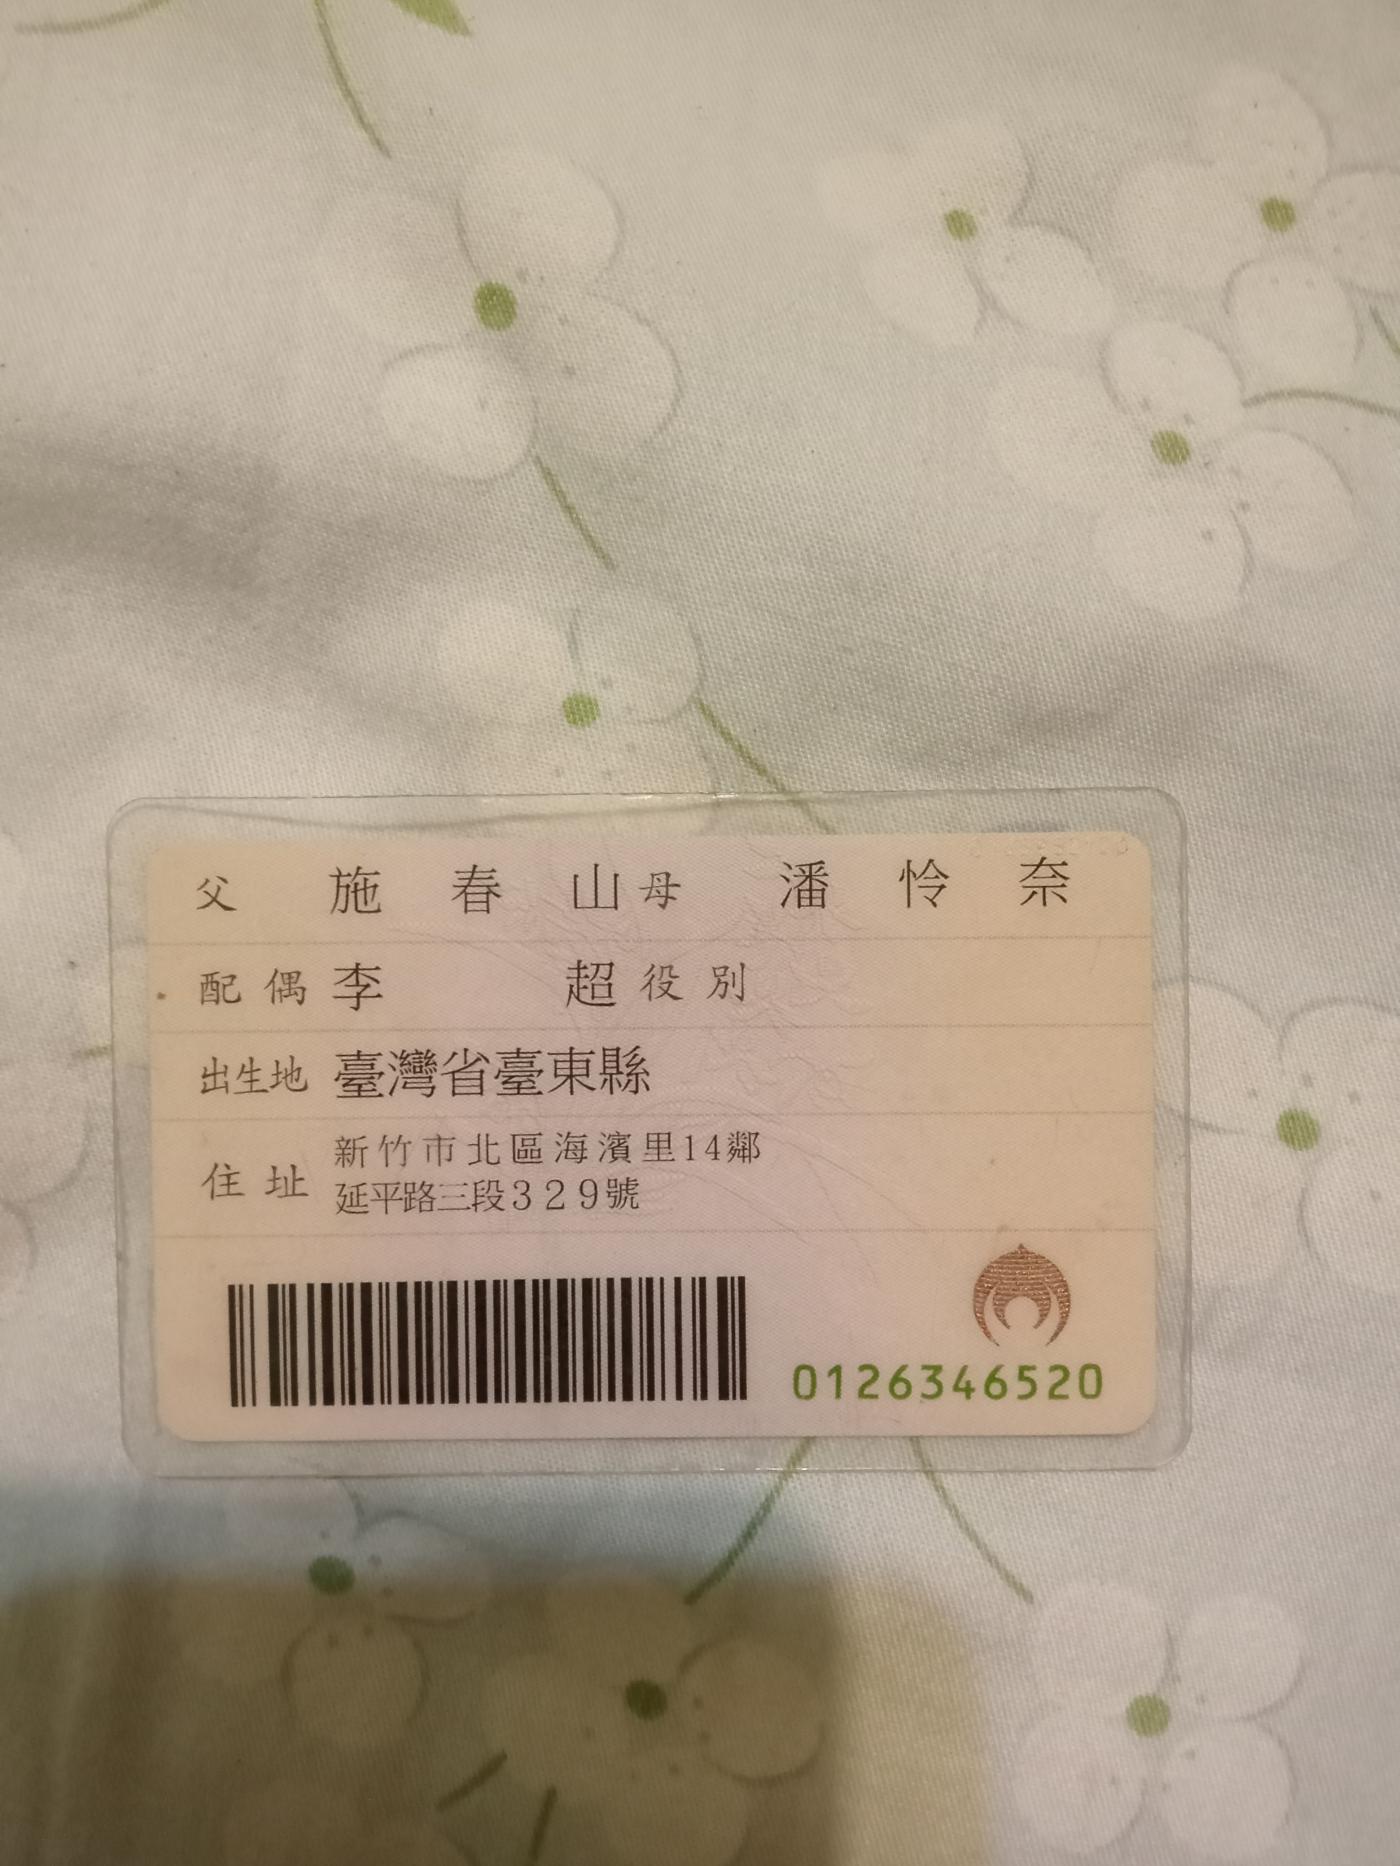 父 施春山 母 潘怜奈
配偶 李超 役別
出生地 臺灣省臺東縣
住址 新竹市北區海濱里14鄰
延平路三段329號
0126346520